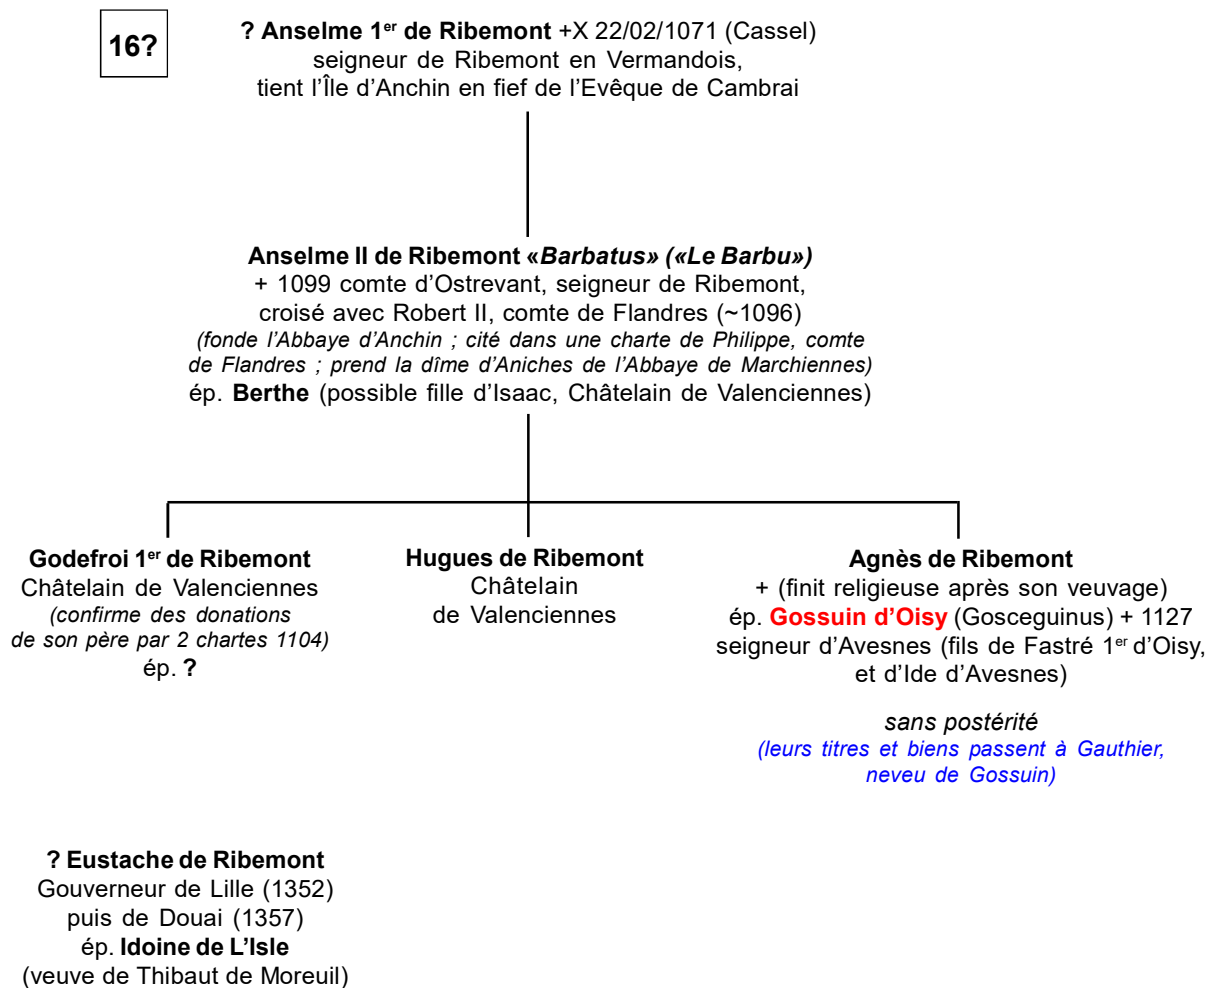 16?
? Anselme 1er de Ribemont +X 22/02/1071 (Cassel)
seigneur de Ribemont en Vermandois,
tient l’Île d’Anchin en fief de l’Evêque de Cambrai
Anselme II de Ribemont «Barbatus» («Le Barbu»)
+ 1099 comte d’Ostrevant, seigneur de Ribemont,
croisé avec Robert II, comte de Flandres (~1096)
(fonde l’Abbaye d’Anchin ; cité dans une charte de Philippe, comte
de Flandres ; prend la dîme d’Aniches de l’Abbaye de Marchiennes)
ép. Berthe (possible fille d’Isaac, Châtelain de Valenciennes)
Godefroi 1er de Ribemont
Châtelain de Valenciennes
(confirme des donations
de son père par 2 chartes 1104)
ép. ?
Hugues de Ribemont
Châtelain
de Valenciennes
Agnès de Ribemont
+ (finit religieuse après son veuvage)
ép. Gossuin d’Oisy (Gosceguinus) + 1127
seigneur d’Avesnes (fils de Fastré 1er d’Oisy,
et d’Ide d’Avesnes)
sans postérité
(leurs titres et biens passent à Gauthier,
neveu de Gossuin)
? Eustache de Ribemont
Gouverneur de Lille (1352)
puis de Douai (1357)
ép. Idoine de L’Isle
(veuve de Thibaut de Moreuil)